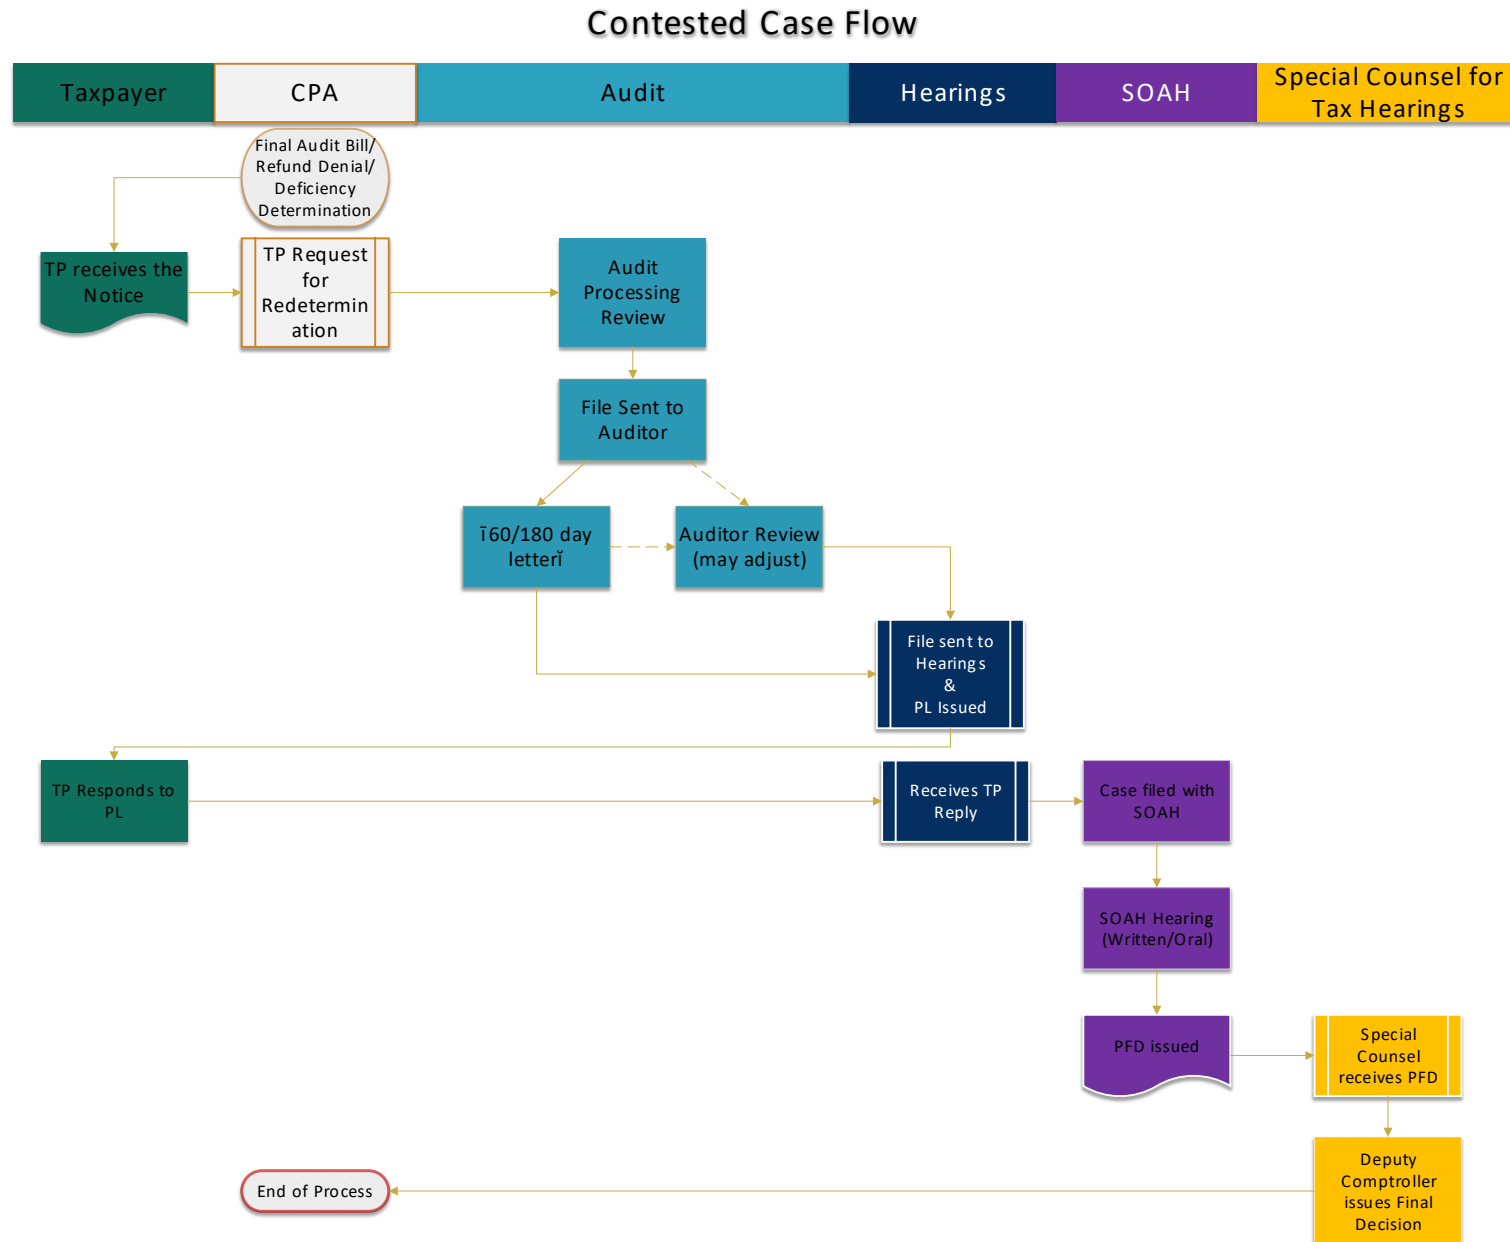 Contested Case Flow
Taxpayer
CPA
Audit
Hearings
SOAH
Special Counsel for
Tax Hearings
Final Audit Bill/
Refund Denial/
Deficiency
Determination
TP receives the
Notice
TP Request
for
Redetermin
ation
Audit
Processing
Review
File Sent to
Auditor
ī60/180 day
letterĭ
Auditor Review
(may adjust)
File sent to
Hearings
&
PL Issued
TP Responds to
PL
Receives TP
Reply
Case filed with
SOAH
SOAH Hearing
(Written/Oral)
PFD issued
Special
Counsel
receives PFD
Deputy
Comptroller
issues Final
Decision
End of Process